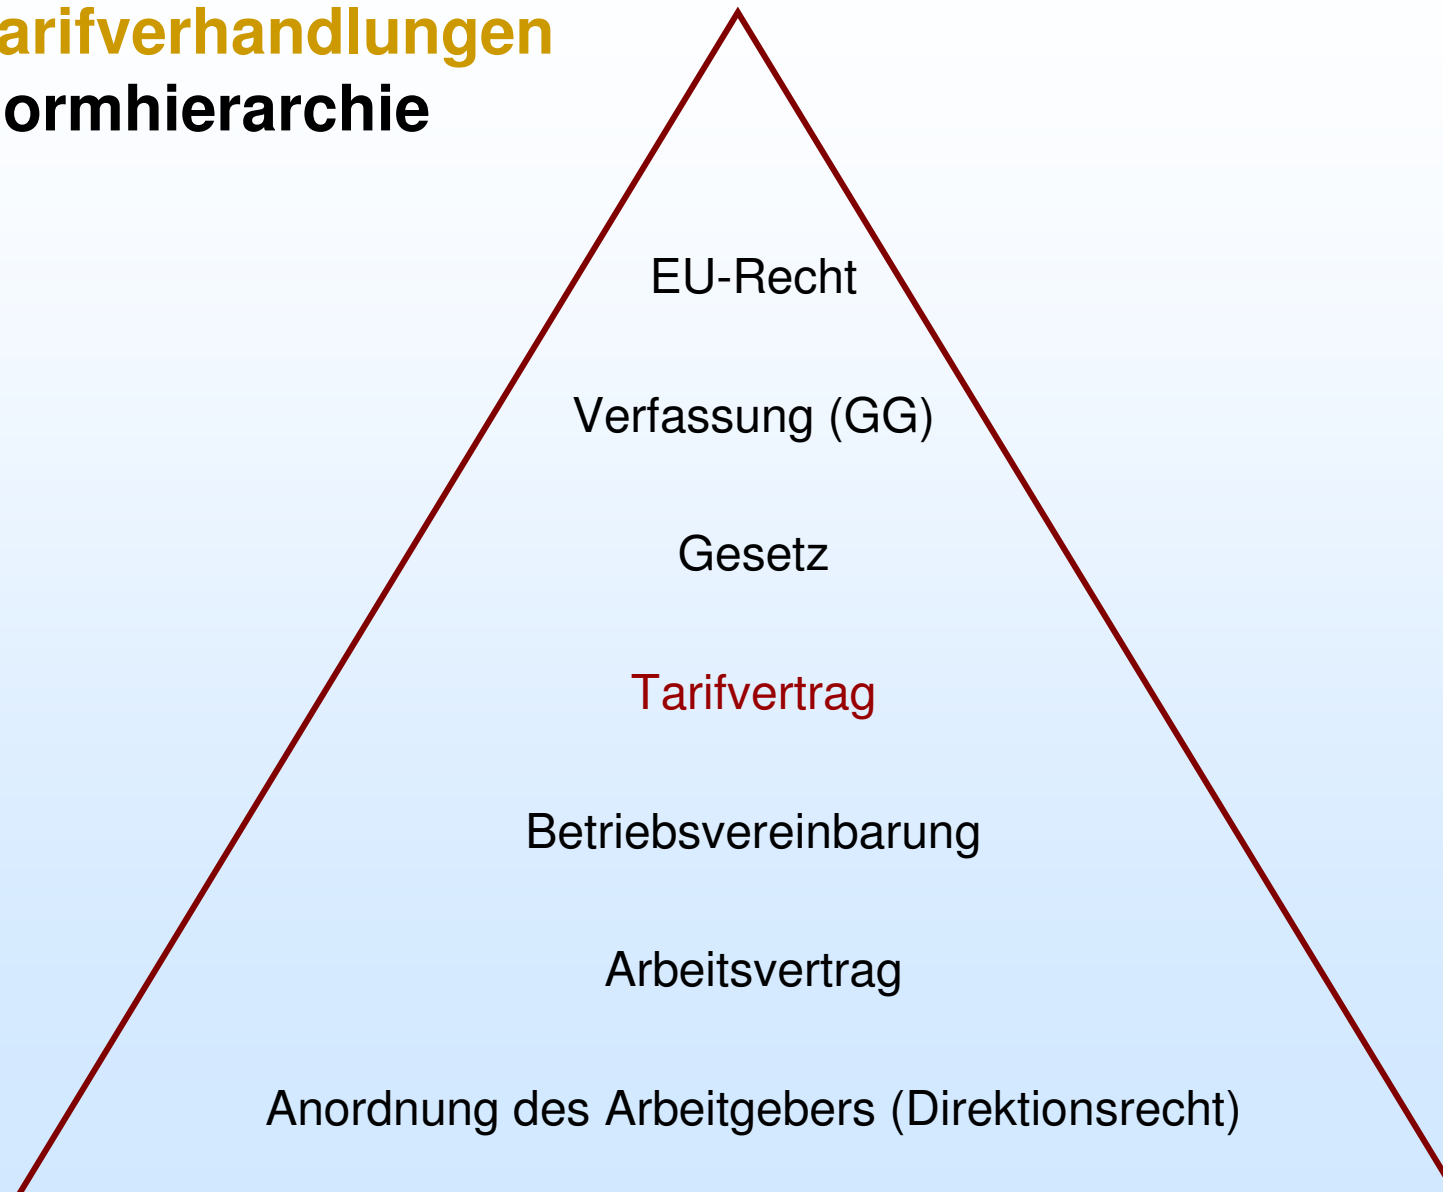 arifverhandlungen
ormhierarchie
EU-Recht
Verfassung (GG)
Gesetz
Tarifvertrag
Betriebsvereinbarung
Arbeitsvertrag
Anordnung des Arbeitgebers (Direktionsrecht)